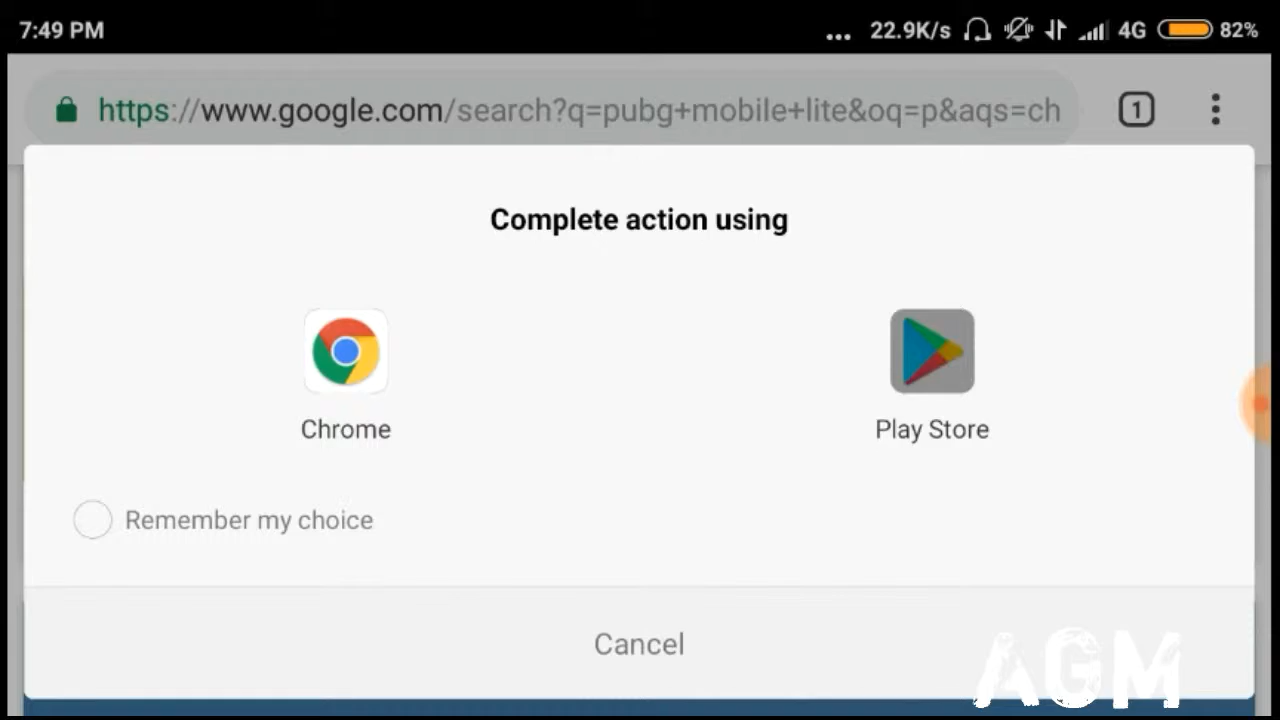 7:49 PM ... 22.9K/s 4G 82%
https://www.google.com/search?q=pubg+mobile+lite&oq=p&aqs=ch 1
Complete action using
Chrome Play Store
Remember my choice
Cancel
AGM